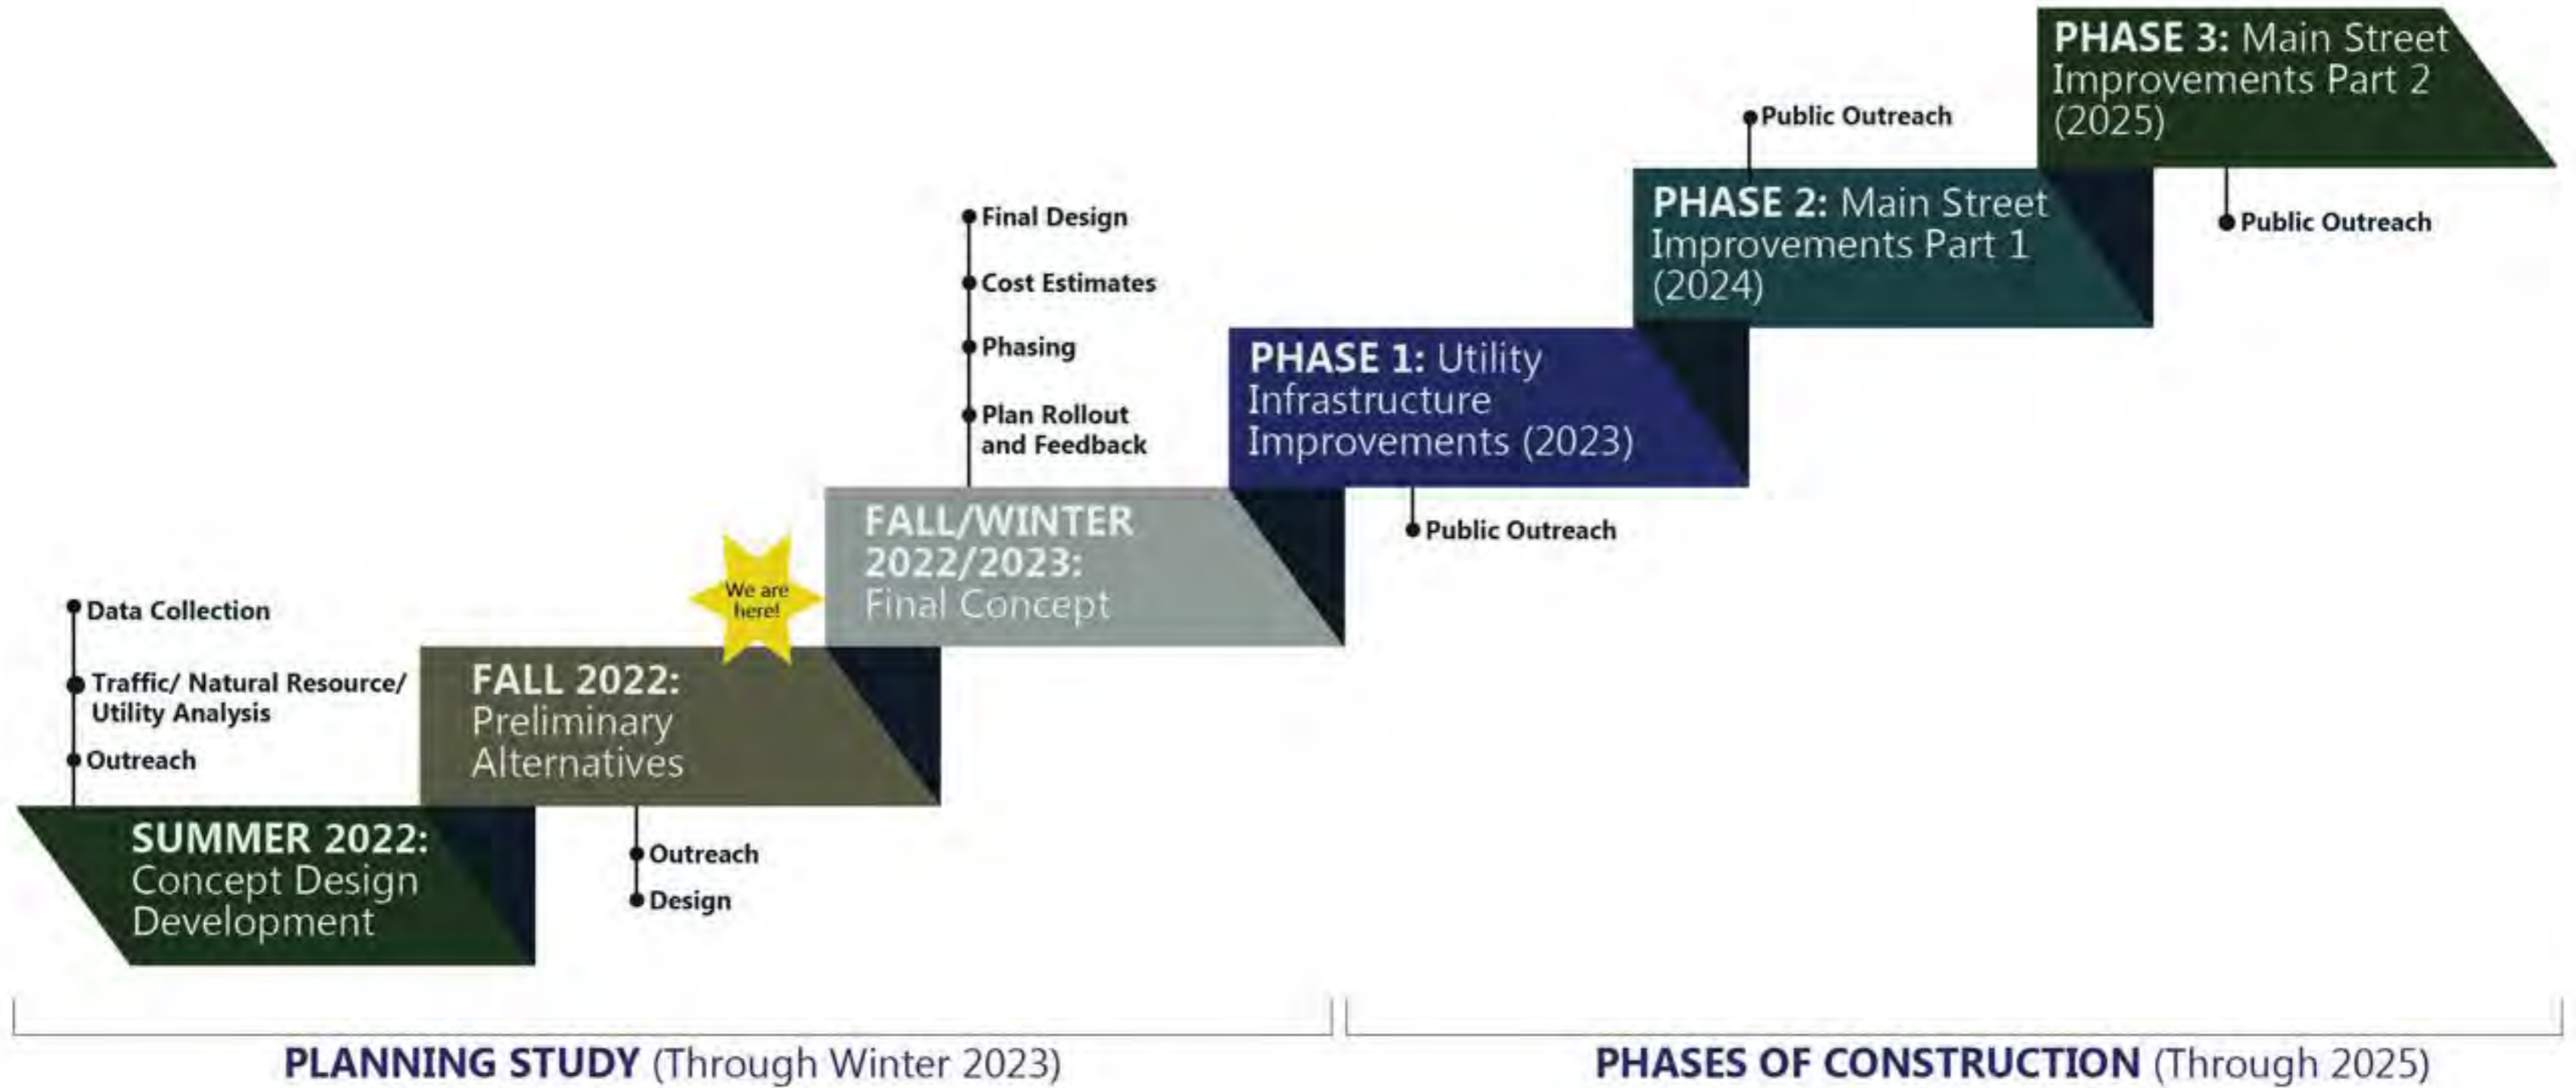 Data Collection
Traffic/ Natural Resource/
Utility Analysis
Outreach
SUMMER 2022:
Concept Design
Development
FALL 2022:
Preliminary
Alternatives
Outreach
Design
We are
here!
Final Design
Cost Estimates
Phasing
Plan Rollout
and Feedback
FALL/WINTER
2022/2023:
Final Concept
PHASE 1: Utility
Infrastructure
Improvements (2023)
Public Outreach
Public Outreach
PHASE 2: Main Street
Improvements Part 1
(2024)
PHASE 3: Main Street
Improvements Part 2
(2025)
Public Outreach
PLANNING STUDY (Through Winter 2023)
PHASES OF CONSTRUCTION (Through 2025)